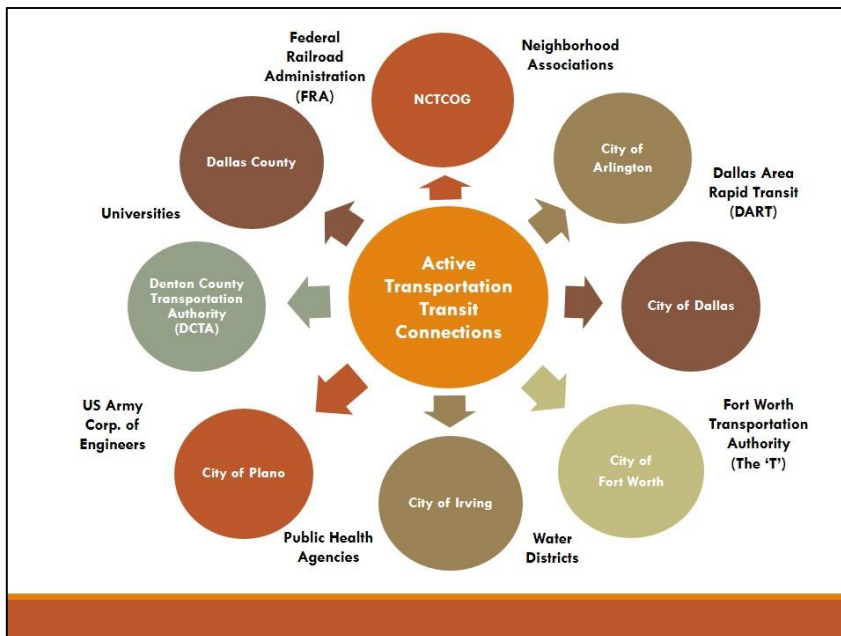 Federal
Railroad
Administration
(FRA)
NCTCOG
Neighborhood
Associations
Dallas County
City of
Arlington
Universities
Dallas Area
Rapid Transit
(DART)
Active
Transportation
Transit
Connections
Denton County
Transportation
Authority
(DCTA)
City of Dallas
US Army
Corp. of
Engineers
City of Plano
City of Irving
City of
Fort Worth
Fort Worth
Transportation
Authority
(The ‘T’)
Public Health
Agencies
Water
Districts